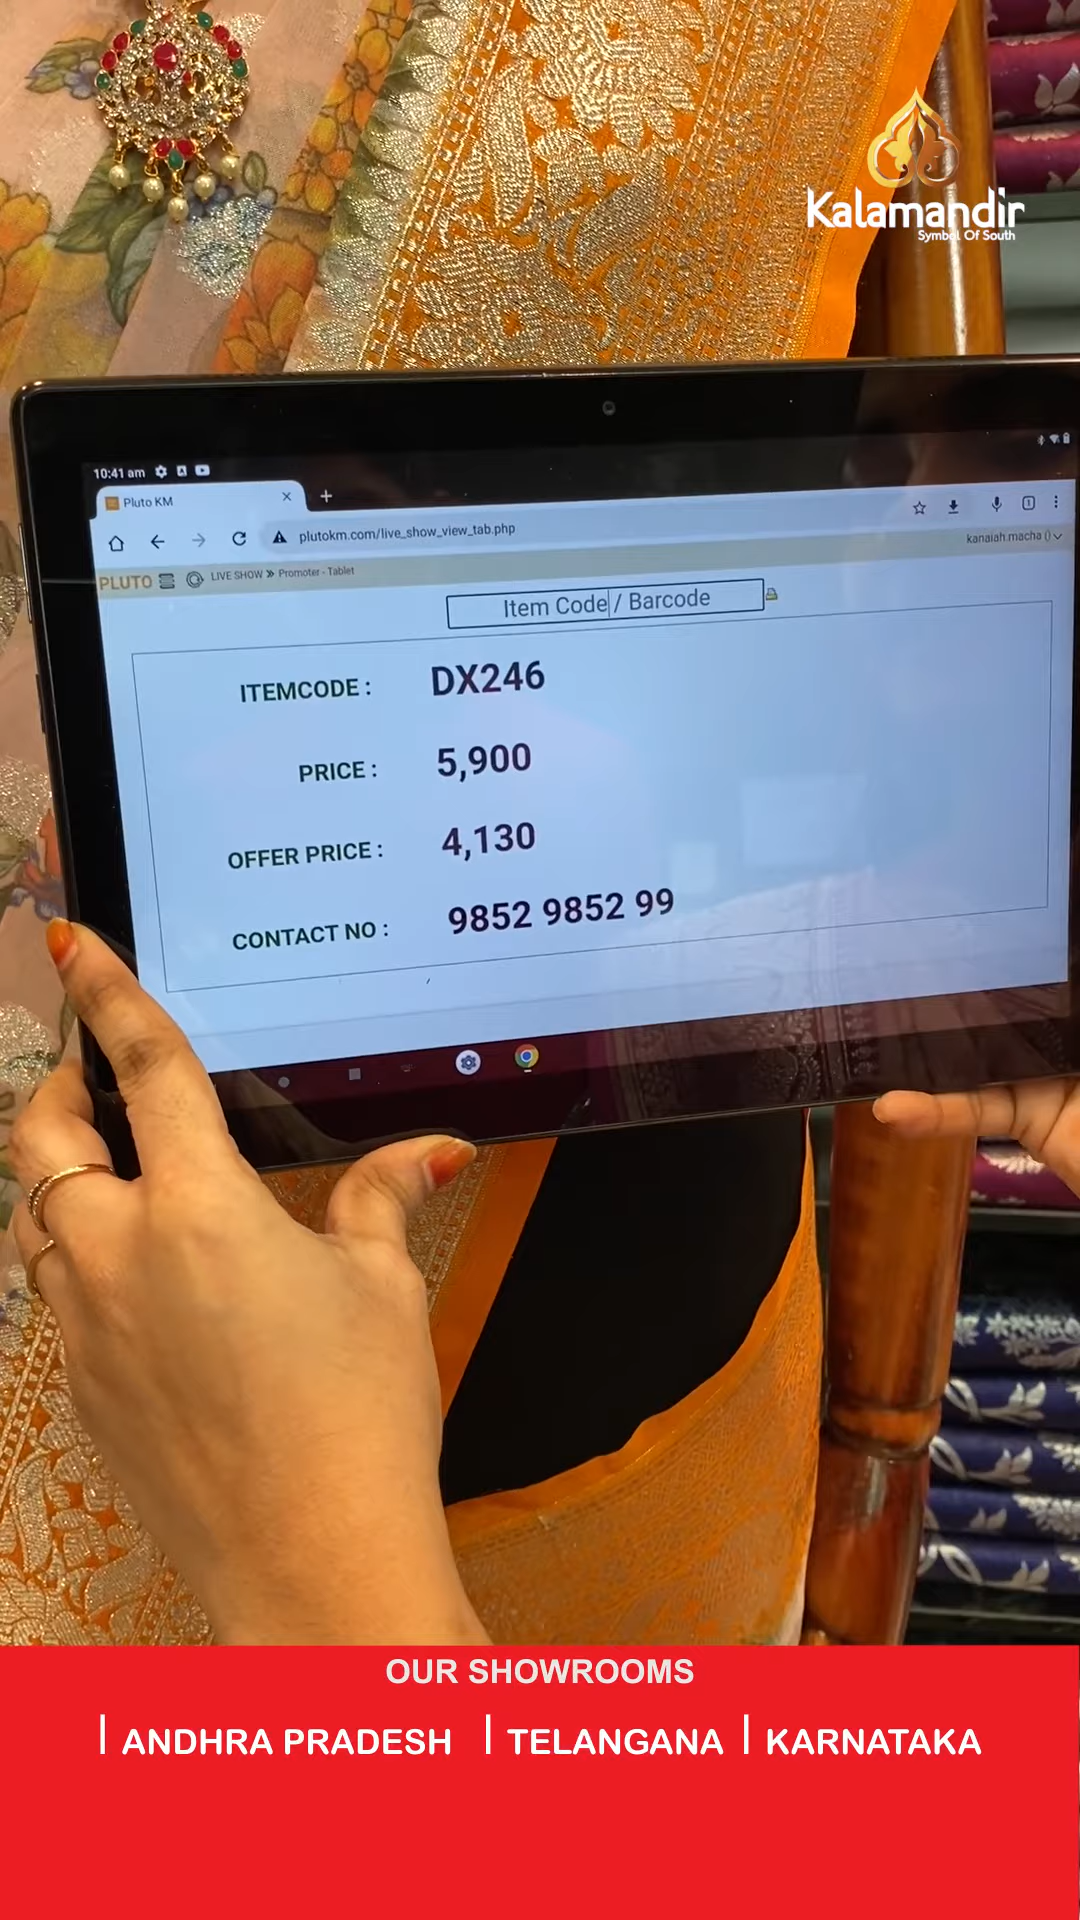 Kalamandir
Symbol Of South
10:41 am
Pluto KM
plutokm.com/live_show_view_tab.php
kanaiah.macha ()
PLUTO
LIVE SHOW » Promoter - Tablet
Item Code / Barcode
ITEMCODE : DX246
PRICE : 5,900
OFFER PRICE : 4,130
CONTACT NO : 9852 9852 99
OUR SHOWROOMS
| ANDHRA PRADESH | TELANGANA | KARNATAKA